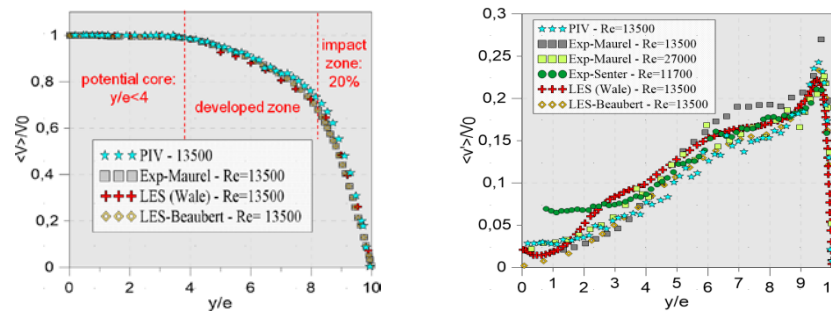 1
0,8
0,6
0,4
0,2
0
<V>/V0
potential core:
y/e<4
developed zone
impact
zone:
20%
PIV - 13500
Exp-Maurel - Re=13500
LES (Wale) - Re=13500
LES-Beaubert - Re= 13500
0 2 4 6 8 10
y/e
0,3
0,25
0,2
0,15
0,1
0,05
0
<v'>/V0
PIV - Re=13500
Exp-Maurel - Re=13500
Exp-Maurel - Re=27000
Exp-Senter - Re=11700
LES (Wale) - Re=13500
LES-Beaubert - Re=13500
0 1 2 3 4 5 6 7 8 9 1
y/e